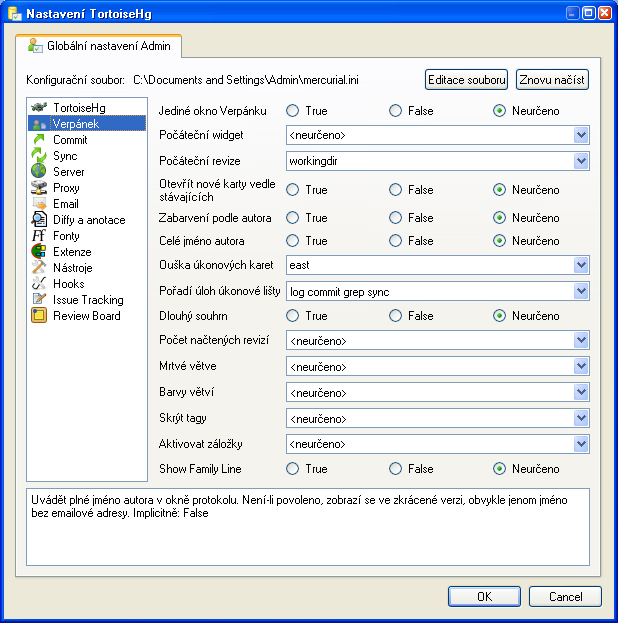 Nastavení TortoiseHg
Globální nastavení Admin
Konfigurační soubor: C:\Documents and Settings\Admin\mercurial.ini
Editace souboru
Znovu načíst
TortoiseHg
Verpánek
Commit
Sync
Server
Proxy
Email
Diffy a anotace
Fonty
Extenze
Nástroje
Hooks
Issue Tracking
Review Board
Jediné okno Verpánku True False Neurčeno
Počáteční widget <neurčeno>
Počáteční revize workingdir
Otevřít nové karty vedle
stávajících True False Neurčeno
Zabarvení podle autora True False Neurčeno
Celé jméno autora True False Neurčeno
Ouška úkonových karet east
Pořadí úloh úkonové lišty log commit grep sync
Dlouhý souhrn True False Neurčeno
Počet načtených revizí <neurčeno>
Mrtvé větve <neurčeno>
Barvy větví <neurčeno>
Skrýt tagy <neurčeno>
Aktivovat záložky <neurčeno>
Show Family Line True False Neurčeno
Uvádět plné jméno autora v okně protokolu. Není-li povoleno, zobrazí se ve zkrácené verzi, obvykle jenom jméno
bez emailové adresy. Implicitně: False
OK
Cancel